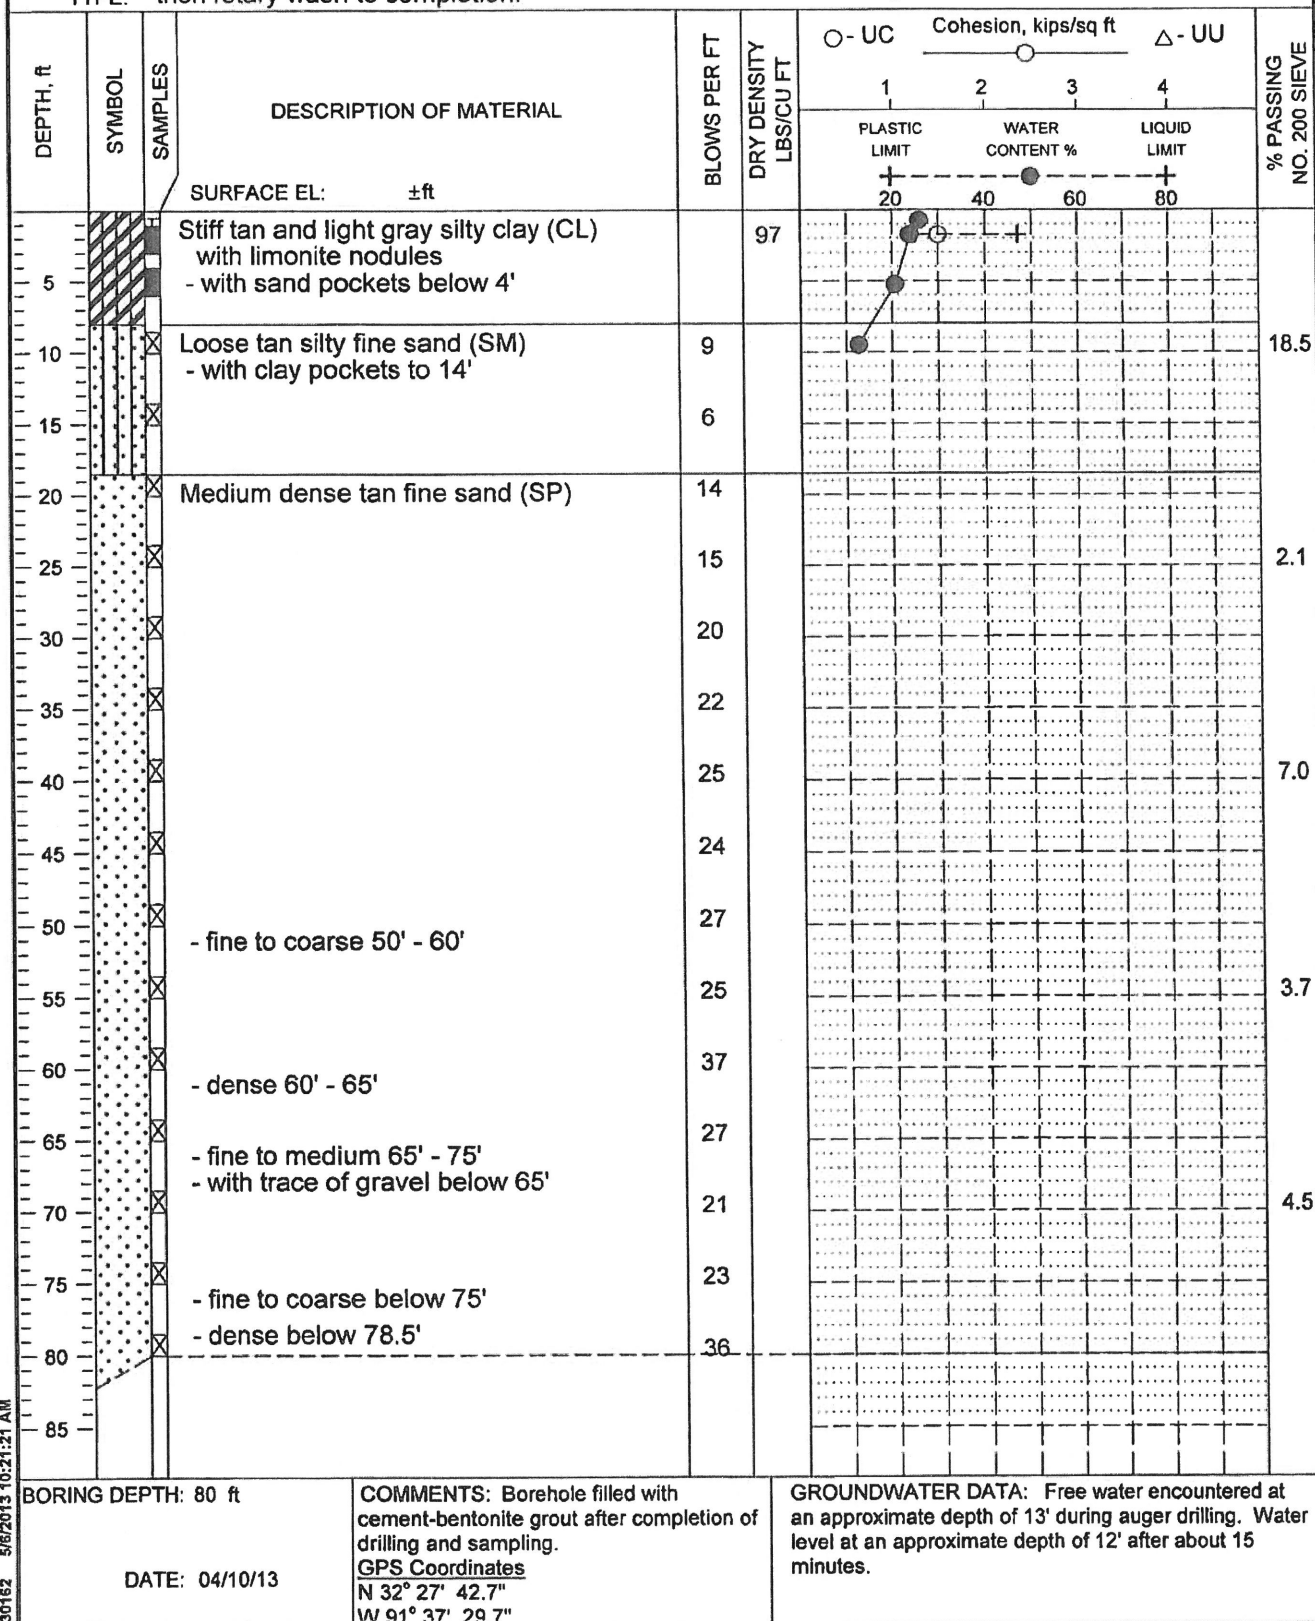 then rotary wash to completion.
DEPTH, ft
SYMBOL
SAMPLES
DESCRIPTION OF MATERIAL
SURFACE EL: ±ft
BLOWS PER FT
DRY DENSITY
LBS/CU FT
O - UC Cohesion, kips/sq ft △ - UU
1 2 3 4
PLASTIC WATER LIQUID
LIMIT CONTENT % LIMIT
20 40 60 80
% PASSING
NO. 200 SIEVE
Stiff tan and light gray silty clay (CL) 97
with limonite nodules
5 - with sand pockets below 4'
10 Loose tan silty fine sand (SM) 9 18.5
- with clay pockets to 14'
15 6
20 Medium dense tan fine sand (SP) 14
25 15 2.1
30 20
35 22
40 25 7.0
45 24
50 27
- fine to coarse 50' - 60'
55 25 3.7
60 37
- dense 60' - 65'
65 27
- fine to medium 65' - 75'
- with trace of gravel below 65'
70 21 4.5
75 23
- fine to coarse below 75'
- dense below 78.5'
80 36
85
30162 5/6/2013 10:21:21 AM
BORING DEPTH: 80 ft
DATE: 04/10/13
COMMENTS: Borehole filled with
cement-bentonite grout after completion of
drilling and sampling.
GPS Coordinates
N 32° 27' 42.7"
W 91° 37' 29.7"
GROUNDWATER DATA: Free water encountered at
an approximate depth of 13' during auger drilling. Water
level at an approximate depth of 12' after about 15
minutes.